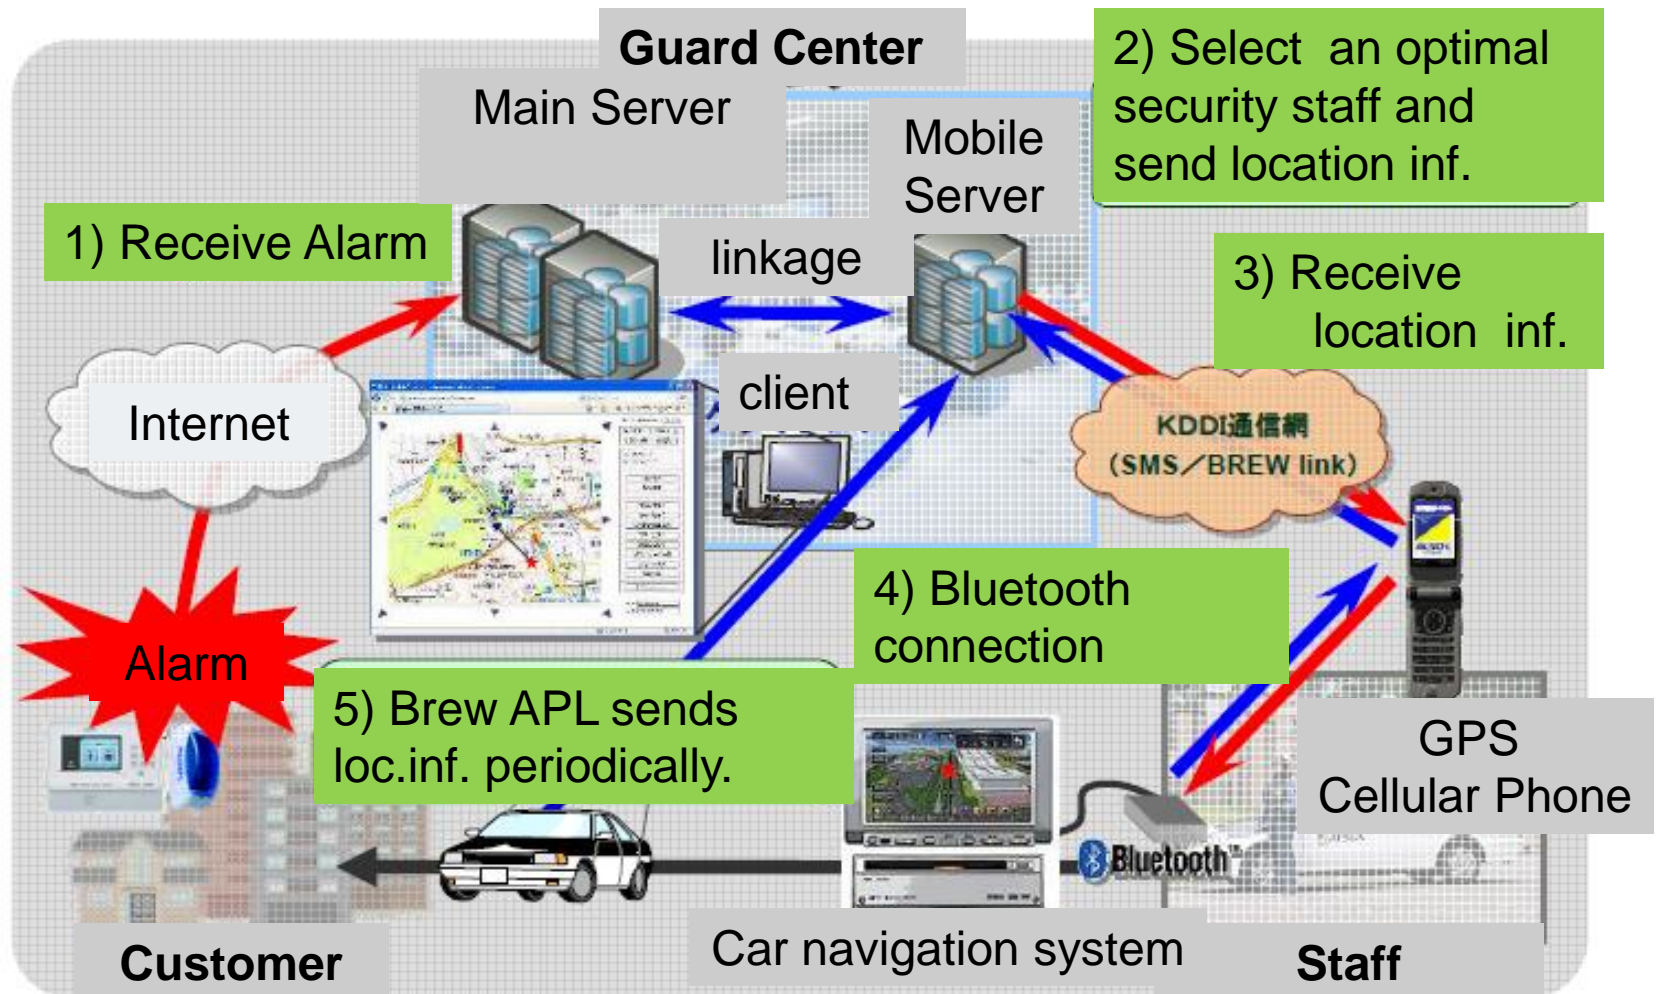 Guard Center
Main Server
Mobile
Server
2) Select an optimal
security staff and
send location inf.
1) Receive Alarm
linkage
3) Receive
location inf.
Internet
client
KDDI通信網
(SMS／BREW link)
4) Bluetooth
connection
Alarm
5) Brew APL sends
loc.inf. periodically.
GPS
Cellular Phone
Bluetooth™
Car navigation system
Customer
Staff